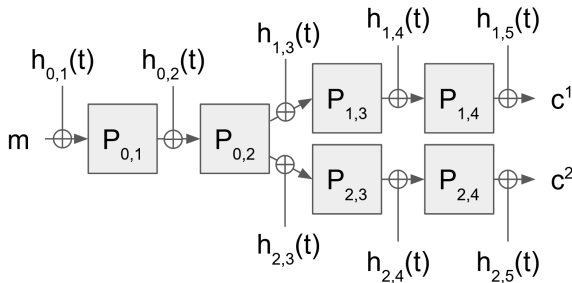 h0,1(t) h0,2(t) h1,3(t) h1,4(t) h1,5(t)
m P0,1 P0,2 P1,3 P1,4 c1
P2,3 P2,4 c2
h2,3(t) h2,4(t) h2,5(t)